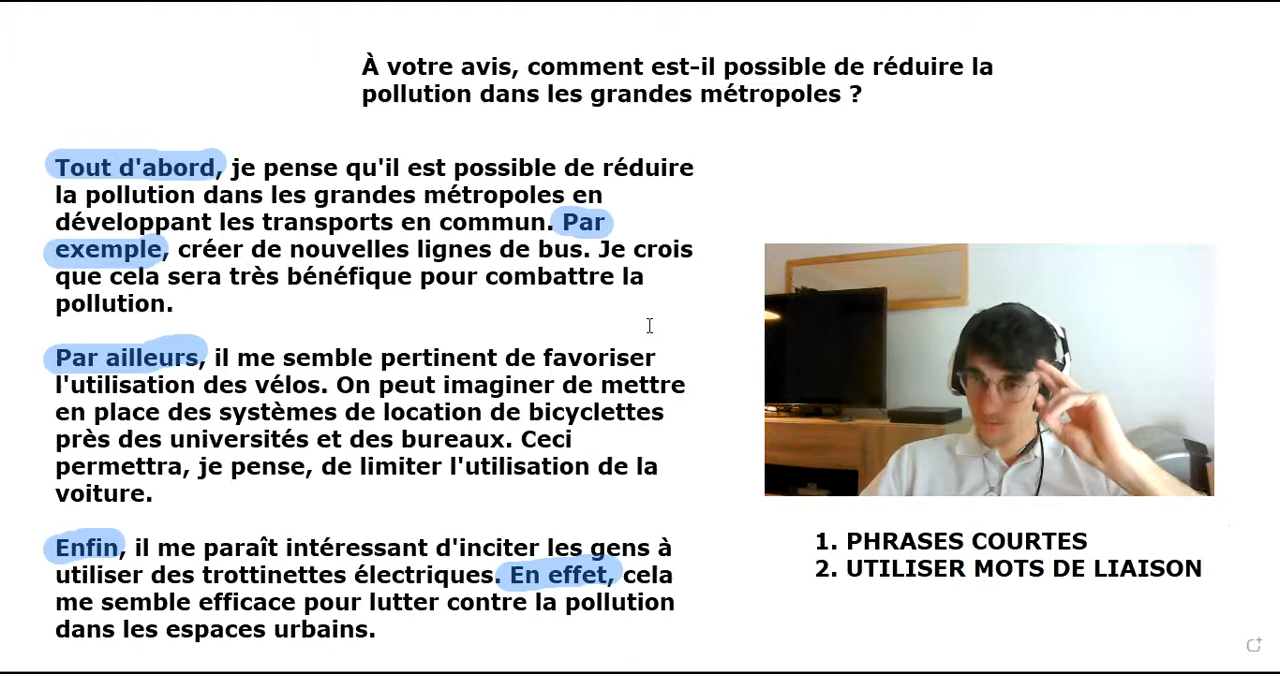 À votre avis, comment est-il possible de réduire la
pollution dans les grandes métropoles ?
Tout d'abord, je pense qu'il est possible de réduire
la pollution dans les grandes métropoles en
développant les transports en commun. Par
exemple, créer de nouvelles lignes de bus. Je crois
que cela sera très bénéfique pour combattre la
pollution.
Par ailleurs, il me semble pertinent de favoriser
l'utilisation des vélos. On peut imaginer de mettre
en place des systèmes de location de bicyclettes
près des universités et des bureaux. Ceci
permettra, je pense, de limiter l'utilisation de la
voiture.
Enfin, il me paraît intéressant d'inciter les gens à
utiliser des trottinettes électriques. En effet, cela
me semble efficace pour lutter contre la pollution
dans les espaces urbains.
1. PHRASES COURTES
2. UTILISER MOTS DE LIAISON